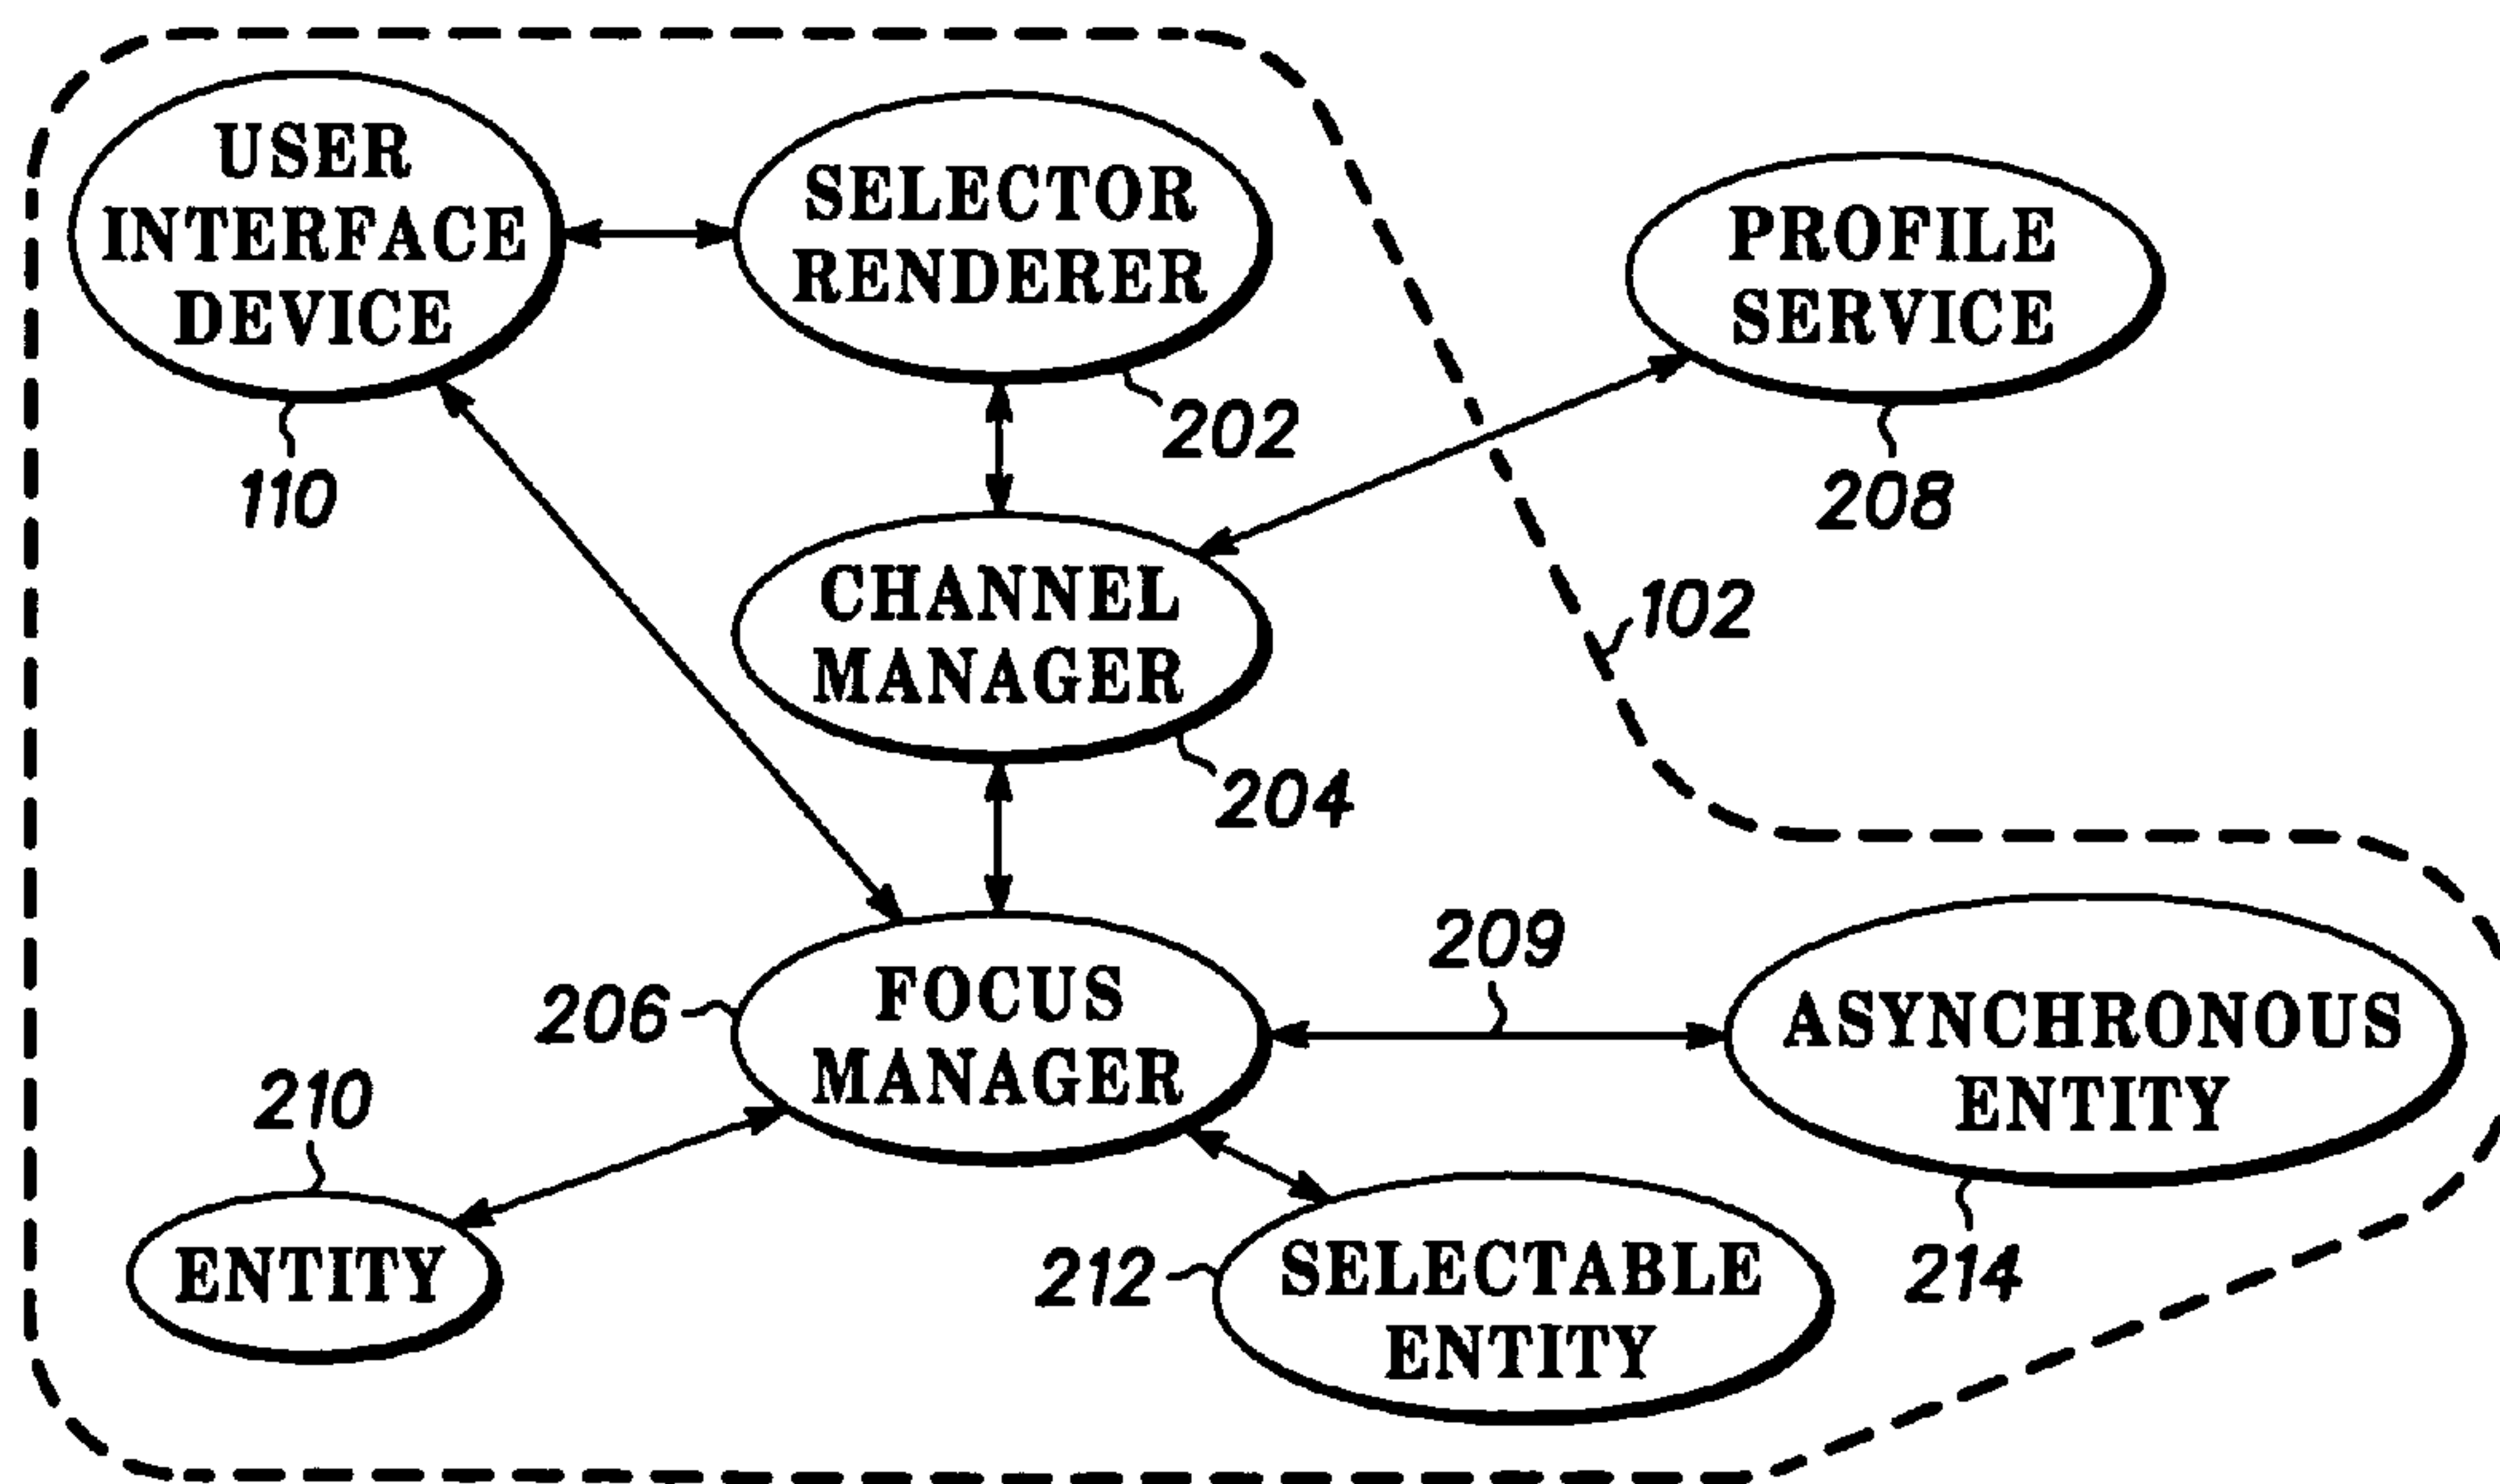 USER
INTERFACE
DEVICE
110
SELECTOR
RENDERER
202
PROFILE
SERVICE
208
CHANNEL
MANAGER
204
102
FOCUS
MANAGER
206
209
ASYNCHRONOUS
ENTITY
214
210
ENTITY
212
SELECTABLE
ENTITY